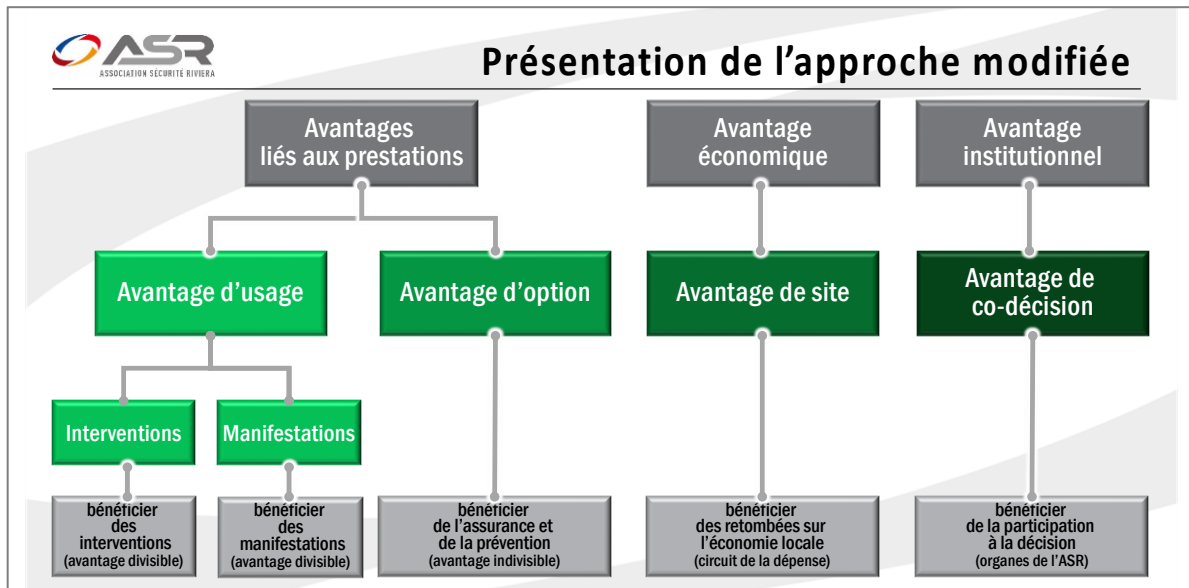 ASR
ASSOCIATION SÉCURITÉ RIVIERA
Présentation de l’approche modifiée
Avantages
liés aux prestations
Avantage
économique
Avantage
institutionnel
Avantage d’usage
Avantage d’option
Avantage de site
Avantage de
co-décision
Interventions
Manifestations
bénéficier
des
interventions
(avantage divisible)
bénéficier
des
manifestations
(avantage divisible)
bénéficier
de l’assurance et
de la prévention
(avantage indivisible)
bénéficier
des retombées sur
l’économie locale
(circuit de la dépense)
bénéficier
de la participation
à la décision
(organes de l’ASR)